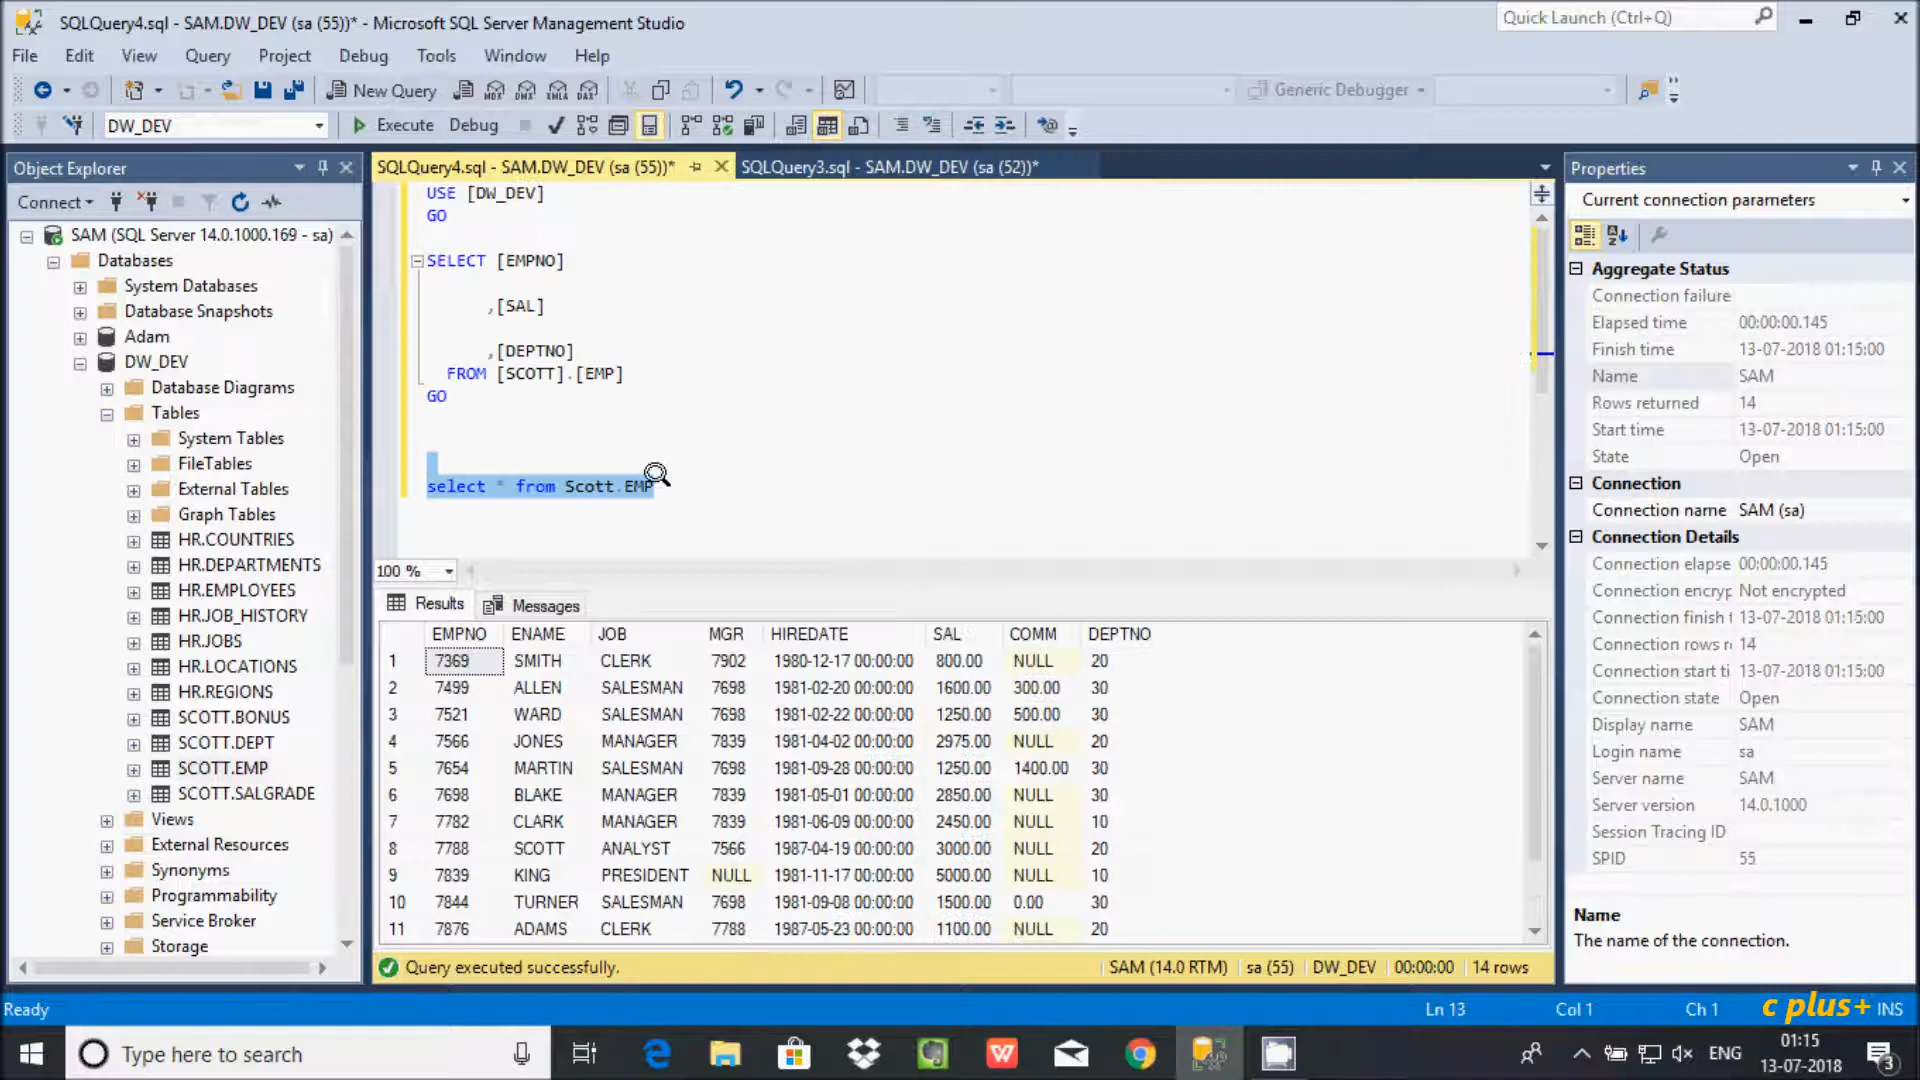 SQLQuery4.sql - SAM.DW_DEV (sa (55))* - Microsoft SQL Server Management Studio
Quick Launch (Ctrl+Q)
File Edit View Query Project Debug Tools Window Help
New Query
Generic Debugger
DW_DEV
Execute Debug
Object Explorer
Connect
SAM (SQL Server 14.0.1000.169 - sa)
Databases
System Databases
Database Snapshots
Adam
DW_DEV
Database Diagrams
Tables
System Tables
FileTables
External Tables
Graph Tables
HR.COUNTRIES
HR.DEPARTMENTS
HR.EMPLOYEES
HR.JOB_HISTORY
HR.JOBS
HR.LOCATIONS
HR.REGIONS
SCOTT.BONUS
SCOTT.DEPT
SCOTT.EMP
SCOTT.SALGRADE
Views
External Resources
Synonyms
Programmability
Service Broker
Storage
SQLQuery4.sql - SAM.DW_DEV (sa (55))* SQLQuery3.sql - SAM.DW_DEV (sa (52))*
USE [DW_DEV]
GO
SELECT [EMPNO]
,[SAL]
,[DEPTNO]
FROM [SCOTT].[EMP]
GO
select * from Scott.EMP
100 %
Results Messages
EMPNO ENAME JOB MGR HIREDATE SAL COMM DEPTNO
1 7369 SMITH CLERK 7902 1980-12-17 00:00:00 800.00 NULL 20
2 7499 ALLEN SALESMAN 7698 1981-02-20 00:00:00 1600.00 300.00 30
3 7521 WARD SALESMAN 7698 1981-02-22 00:00:00 1250.00 500.00 30
4 7566 JONES MANAGER 7839 1981-04-02 00:00:00 2975.00 NULL 20
5 7654 MARTIN SALESMAN 7698 1981-09-28 00:00:00 1250.00 1400.00 30
6 7698 BLAKE MANAGER 7839 1981-05-01 00:00:00 2850.00 NULL 30
7 7782 CLARK MANAGER 7839 1981-06-09 00:00:00 2450.00 NULL 10
8 7788 SCOTT ANALYST 7566 1987-04-19 00:00:00 3000.00 NULL 20
9 7839 KING PRESIDENT NULL 1981-11-17 00:00:00 5000.00 NULL 10
10 7844 TURNER SALESMAN 7698 1981-09-08 00:00:00 1500.00 0.00 30
11 7876 ADAMS CLERK 7788 1987-05-23 00:00:00 1100.00 NULL 20
Query executed successfully. SAM (14.0 RTM) sa (55) DW_DEV 00:00:00 14 rows
Properties
Current connection parameters
Aggregate Status
Connection failure
Elapsed time 00:00:00.145
Finish time 13-07-2018 01:15:00
Name SAM
Rows returned 14
Start time 13-07-2018 01:15:00
State Open
Connection
Connection name SAM (sa)
Connection Details
Connection elapse 00:00:00.145
Connection encryp Not encrypted
Connection finish t 13-07-2018 01:15:00
Connection rows r 14
Connection start ti 13-07-2018 01:15:00
Connection state Open
Display name SAM
Login name sa
Server name SAM
Server version 14.0.1000
Session Tracing ID
SPID 55
Name
The name of the connection.
Ready Ln 13 Col 1 Ch 1 c plus+ INS
Type here to search
ENG
01:15
13-07-2018
3